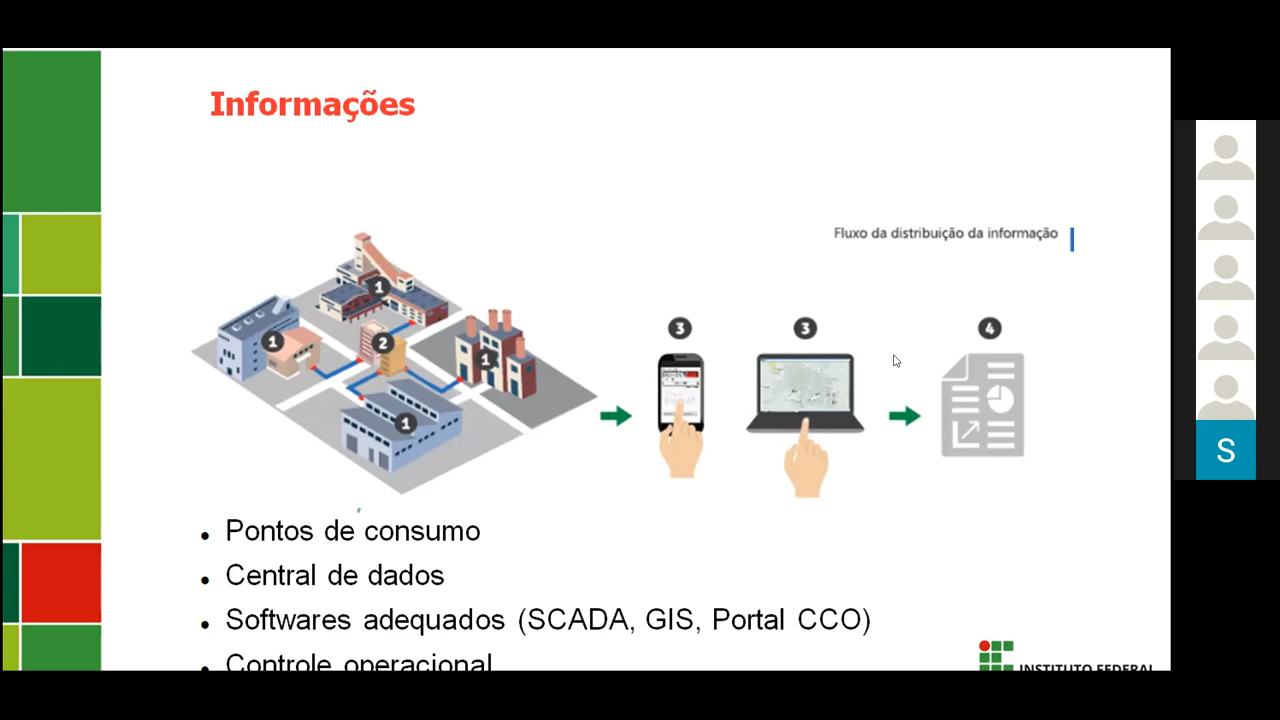 Informações
Fluxo da distribuição da informação
1
1
2
1
1
3
3
4
S
Pontos de consumo
Central de dados
Softwares adequados (SCADA, GIS, Portal CCO)
Controle operacional
INSTITUTO FEDERAL